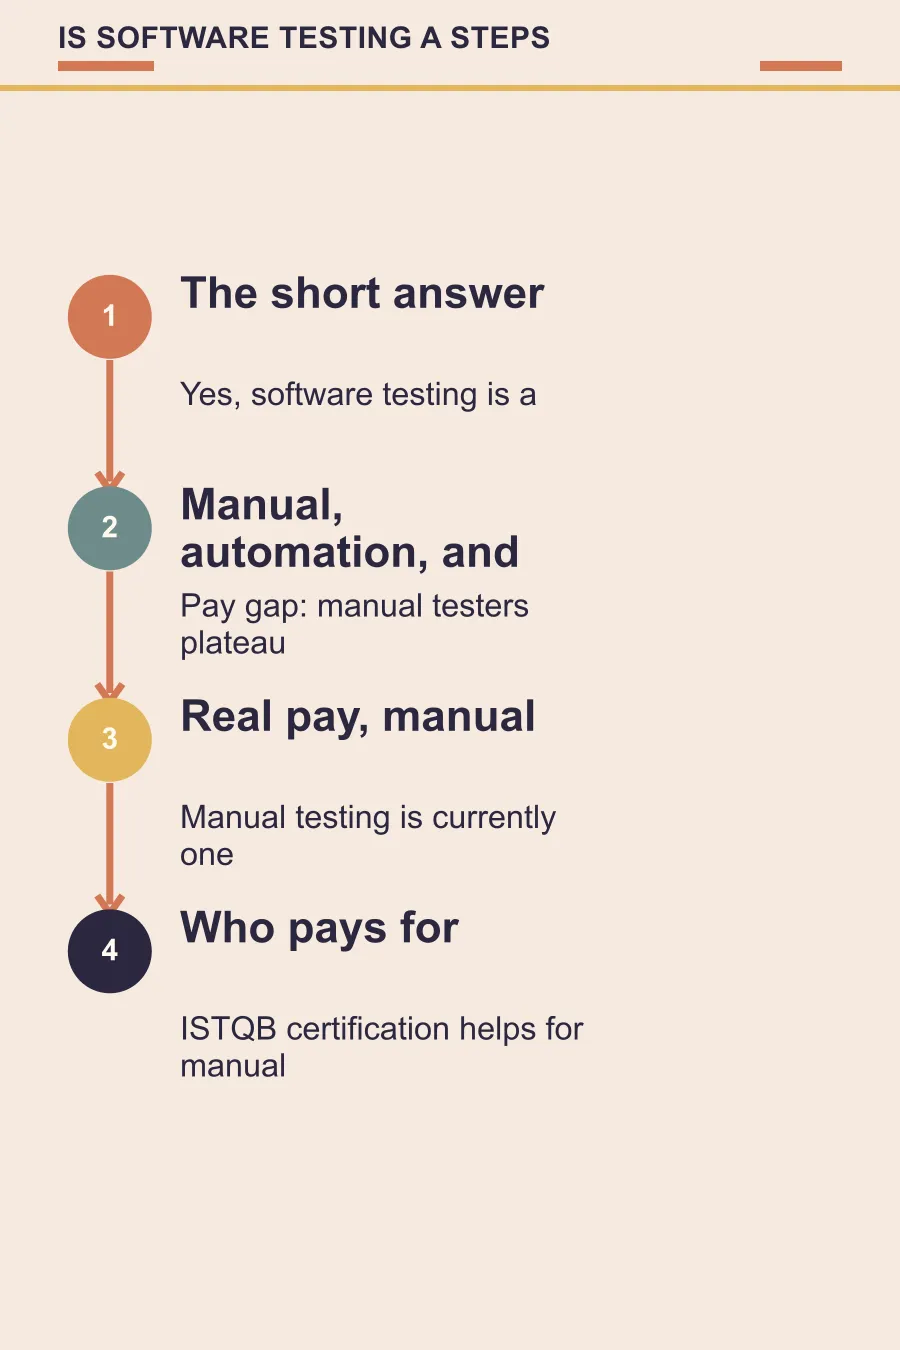 IS SOFTWARE TESTING A STEPS
1
The short answer
Yes, software testing is a
2
Manual,
automation, and
Pay gap: manual testers
plateau
3
Real pay, manual
Manual testing is currently
one
4
Who pays for
ISTQB certification helps for
manual